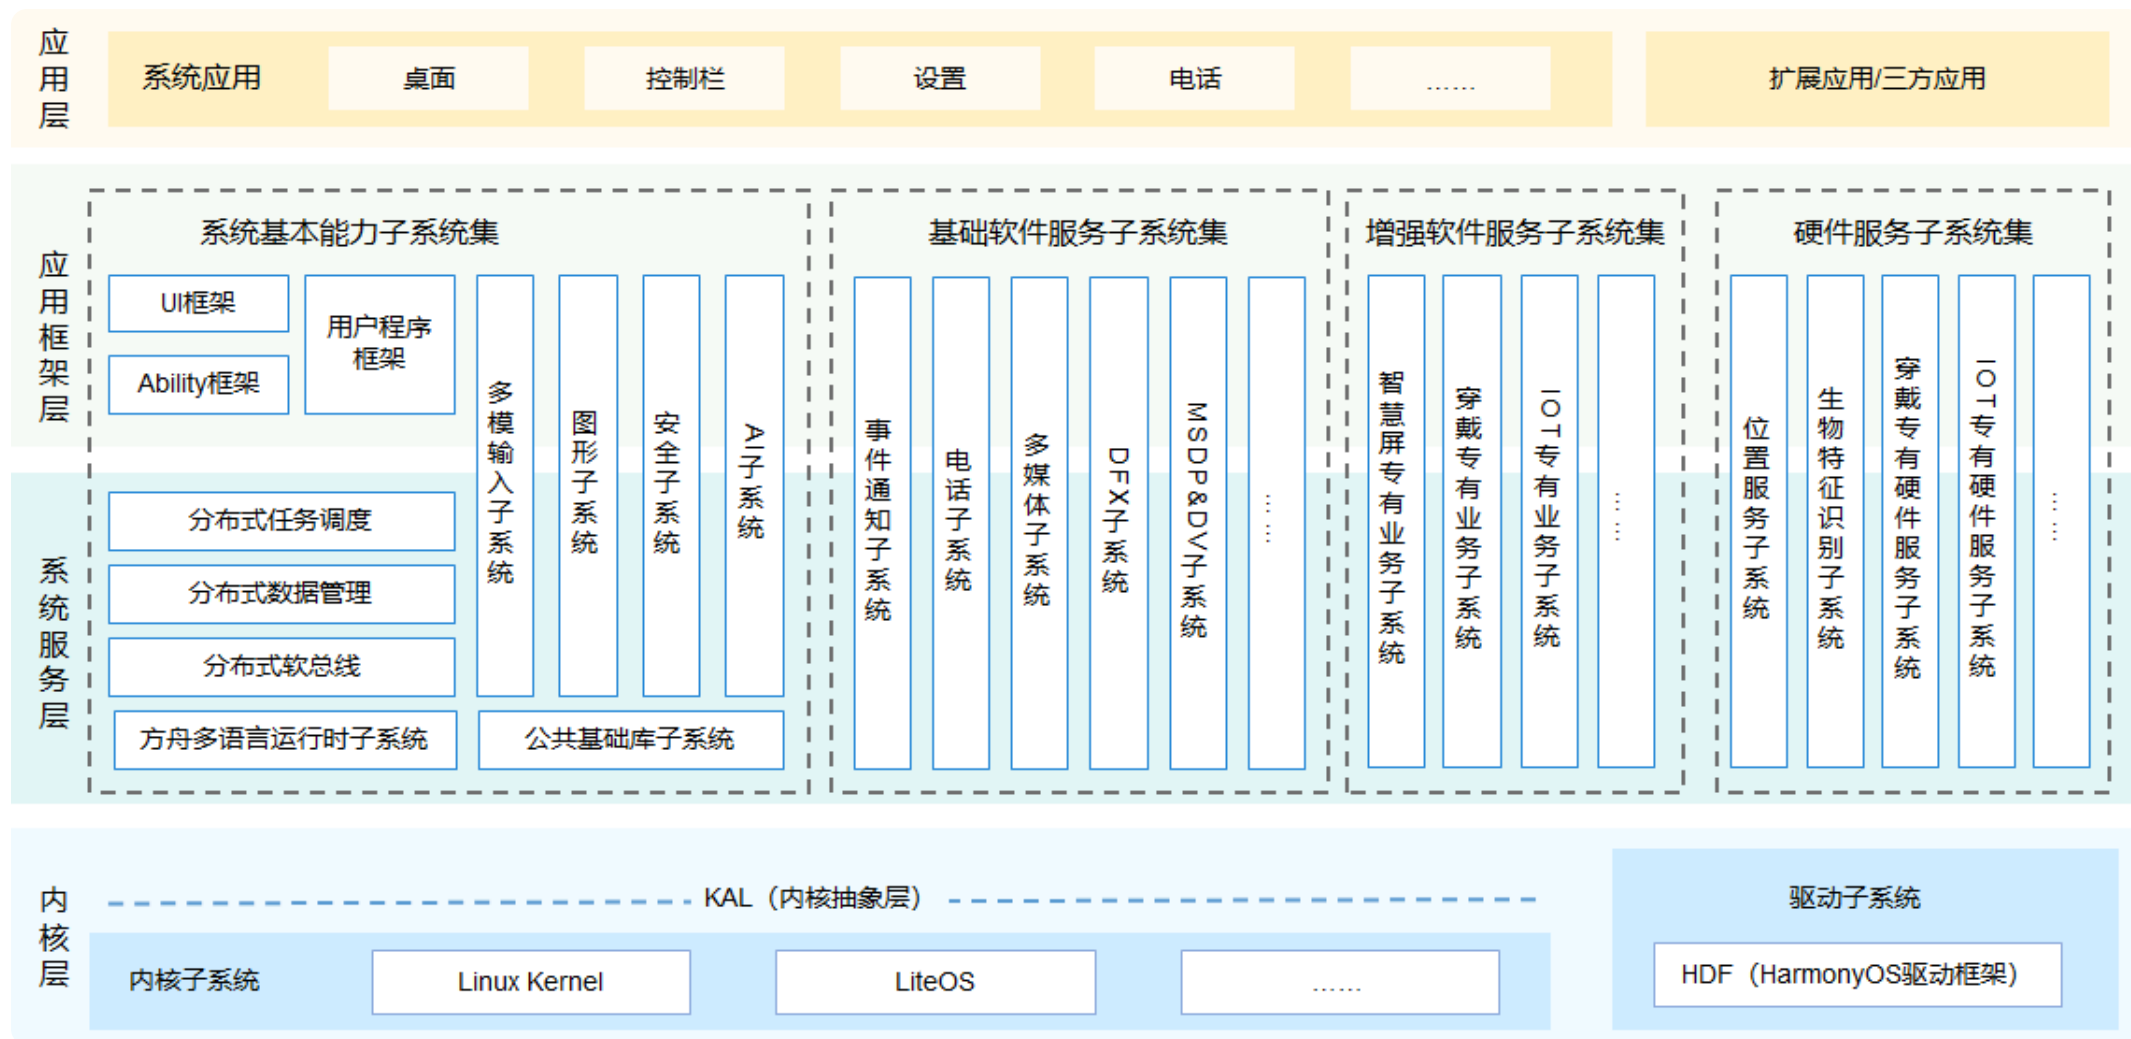 应用层
系统应用
桌面
控制栏
设置
电话
……
扩展应用/三方应用
应用框架层
系统服务层
系统基本能力子系统集
UI框架
Ability框架
用户程序
框架
多模输入子系统
图形子系统
安全子系统
AI子系统
分布式任务调度
分布式数据管理
分布式软总线
方舟多语言运行时子系统
公共基础库子系统
基础软件服务子系统集
事件通知子系统
电话子系统
多媒体子系统
DFX子系统
MSDP&DV子系统
……
增强软件服务子系统集
智慧屏专有业务子系统
穿戴专有业务子系统
IOT专有业务子系统
……
硬件服务子系统集
位置服务子系统
生物特征识别子系统
穿戴专有硬件服务子系统
IOT专有硬件服务子系统
……
内核层
KAL（内核抽象层）
内核子系统
Linux Kernel
LiteOS
……
驱动子系统
HDF（HarmonyOS驱动框架）